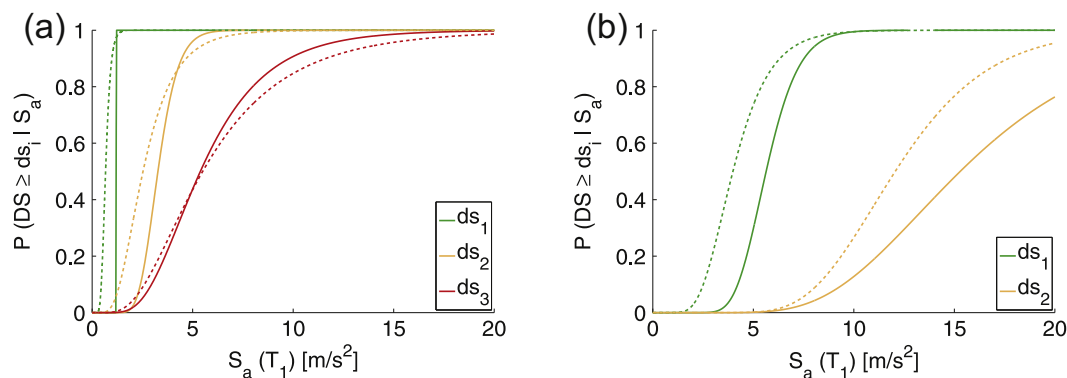 (a)
P (DS ≥ ds_i | S_a)
1
0.8
0.6
0.4
0.2
0
0 5 10 15 20
S_a (T_1) [m/s^2]
ds_1
ds_2
ds_3
(b)
P (DS ≥ ds_i | S_a)
1
0.8
0.6
0.4
0.2
0
0 5 10 15 20
S_a (T_1) [m/s^2]
ds_1
ds_2